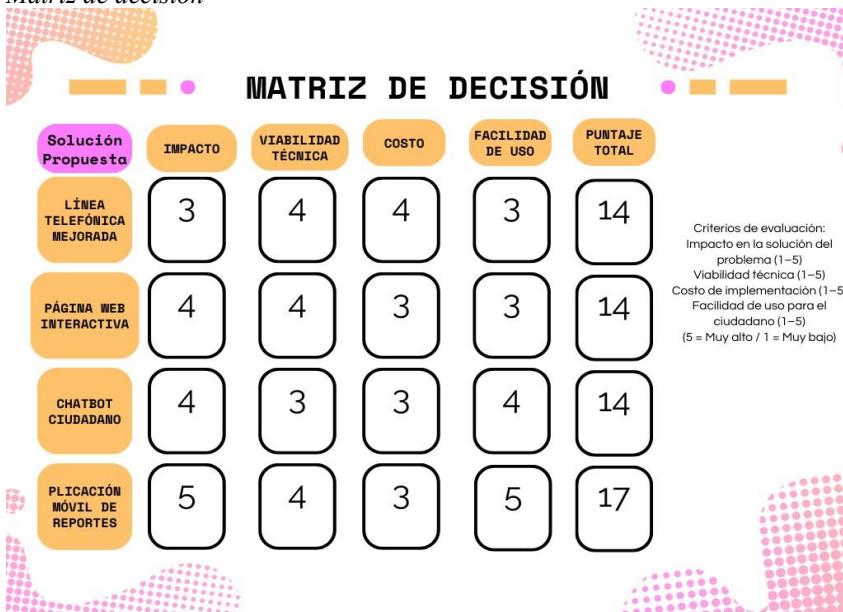 Matriz de decisión
MATRIZ DE DECISIÓN
Solución
Propuesta
IMPACTO
VIABILIDAD
TÉCNICA
COSTO
FACILIDAD
DE USO
PUNTAJE
TOTAL
LÍNEA
TELEFÓNICA
MEJORADA
3
4
4
3
14
PÁGINA WEB
INTERACTIVA
4
4
3
3
14
CHATBOT
CIUDADANO
4
3
3
4
14
PLICACIÓN
MÓVIL DE
REPORTES
5
4
3
5
17
Criterios de evaluación:
Impacto en la solución del
problema (1–5)
Viabilidad técnica (1–5)
Costo de implementación (1–5
Facilidad de uso para el
ciudadano (1–5)
(5 = Muy alto / 1 = Muy bajo)